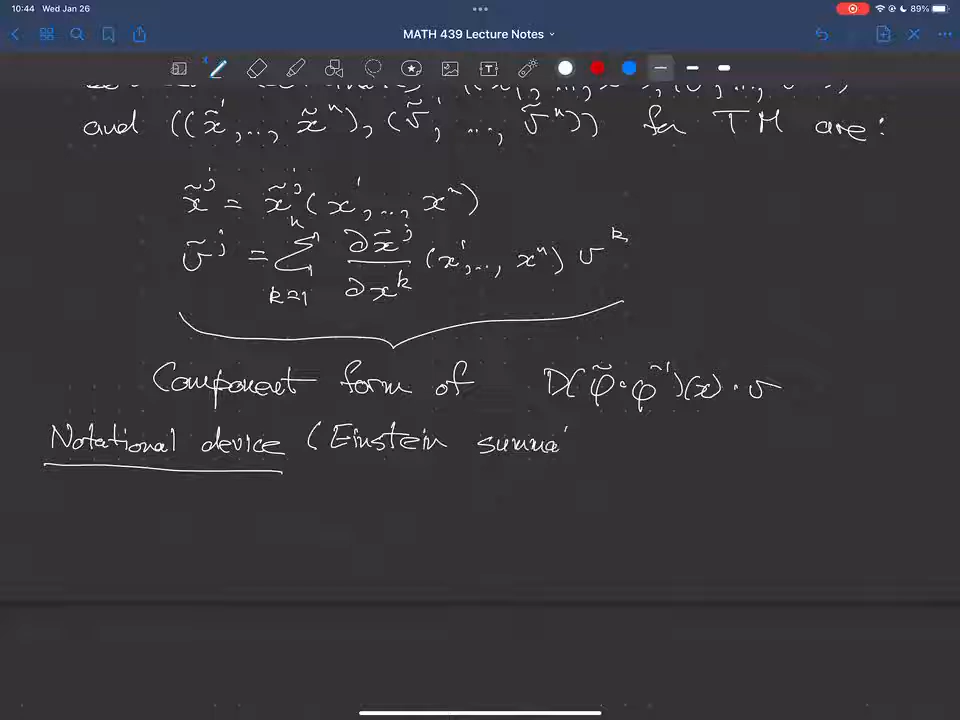 10:44 Wed Jan 26
89%
MATH 439 Lecture Notes
and ((x̃¹,..., x̃ⁿ), (ṽ¹, ..., ṽⁿ)) for TM are:
x̃ʲ = x̃ʲ(x¹,..., xⁿ)
ṽʲ = ∑ₖ₌₁ⁿ ∂x̃ʲ/∂xᵏ (x¹,..., xⁿ) vᵏ
Component form of D(φ̃∘φ⁻¹)(x)·v
Notational device (Einstein summa